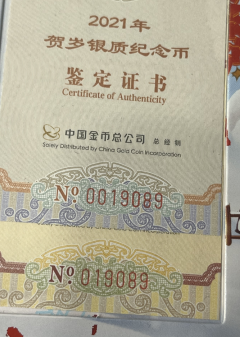 2021年
贺岁银质纪念币
鉴定证书
Certificate of Authenticity
中国金币总公司 总经销
Solely Distributed by China Gold Coin Incorporation
No 0019089
No 019089